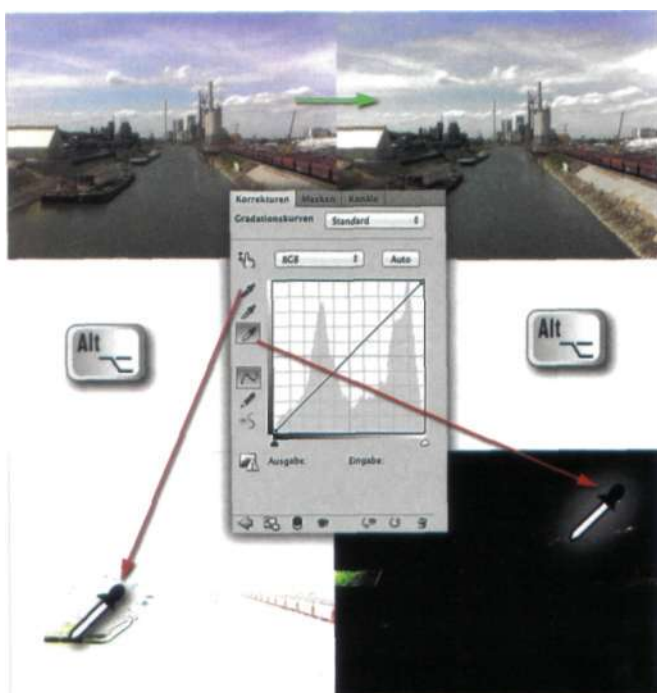 Korrekturen Masken Kanäle
Gradationskurven Standard
RGB Auto
Alt
Alt
Ausgabe: Eingabe: